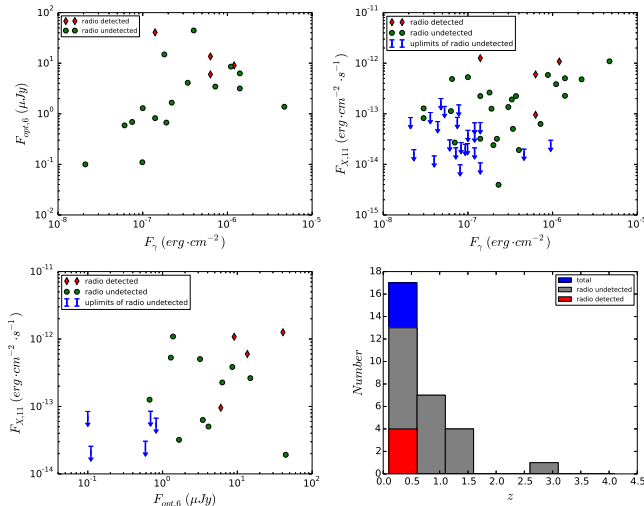 radio detected
radio undetected
10^2
10^1
10^0
10^-1
10^-2
F_opt,6 (μJy)
10^-8 10^-7 10^-6 10^-5
F_γ (erg·cm^-2)
radio detected
radio undetected
uplimits of radio undetected
10^-11
10^-12
10^-13
10^-14
10^-15
F_X,11 (erg·cm^-2·s^-1)
10^-8 10^-7 10^-6 10^-5
F_γ (erg·cm^-2)
radio detected
radio undetected
uplimits of radio undetected
10^-11
10^-12
10^-13
10^-14
F_X,11 (erg·cm^-2·s^-1)
10^-1 10^0 10^1 10^2
F_opt,6 (μJy)
total
radio undetected
radio detected
18
16
14
12
10
8
6
4
2
0
Number
0.0 0.5 1.0 1.5 2.0 2.5 3.0 3.5 4.0 4.5
z